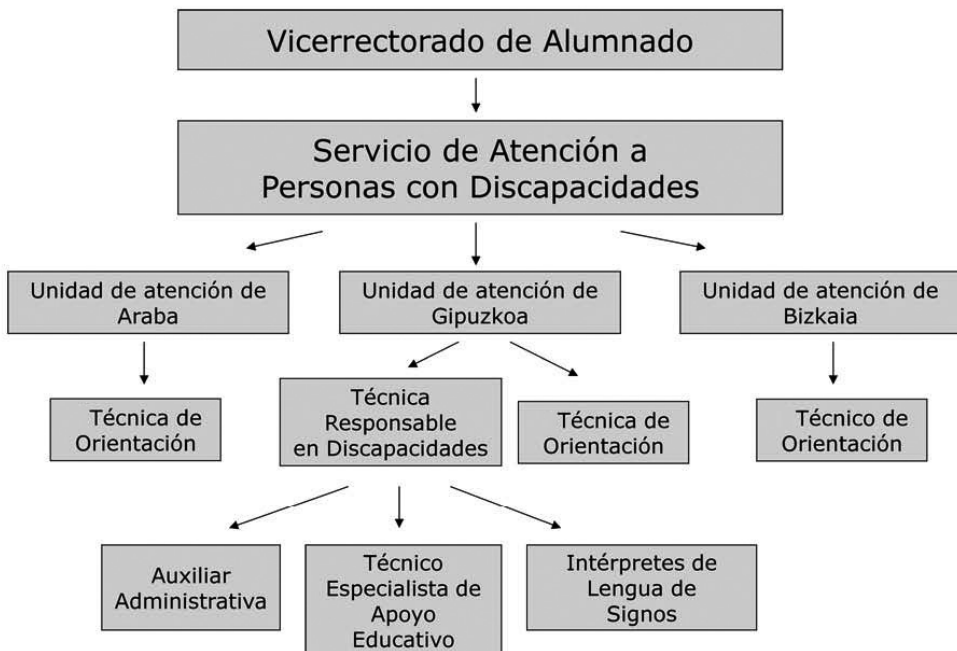 Vicerrectorado de Alumnado
Servicio de Atención a
Personas con Discapacidades
Unidad de atención de
Araba
Unidad de atención de
Gipuzkoa
Unidad de atención de
Bizkaia
Técnica de
Orientación
Técnica
Responsable
en Discapacidades
Técnica de
Orientación
Técnico de
Orientación
Auxiliar
Administrativa
Técnico
Especialista de
Apoyo
Educativo
Intérpretes de
Lengua de
Signos